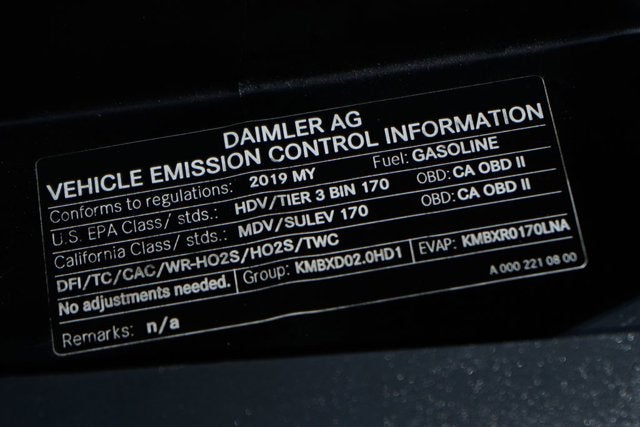 DAIMLER AG
VEHICLE EMISSION CONTROL INFORMATION
Conforms to regulations: 2019 MY Fuel: GASOLINE
U.S. EPA Class/ stds.: HDV/TIER 3 BIN 170 OBD: CA OBD II
California Class/ stds.: MDV/SULEV 170 OBD: CA OBD II
DFI/TC/CAC/WR-HO2S/HO2S/TWC
No adjustments needed. Group: KMBXD02.0HD1 EVAP: KMBXR0170LNA
Remarks: n/a A 000 221 08 00